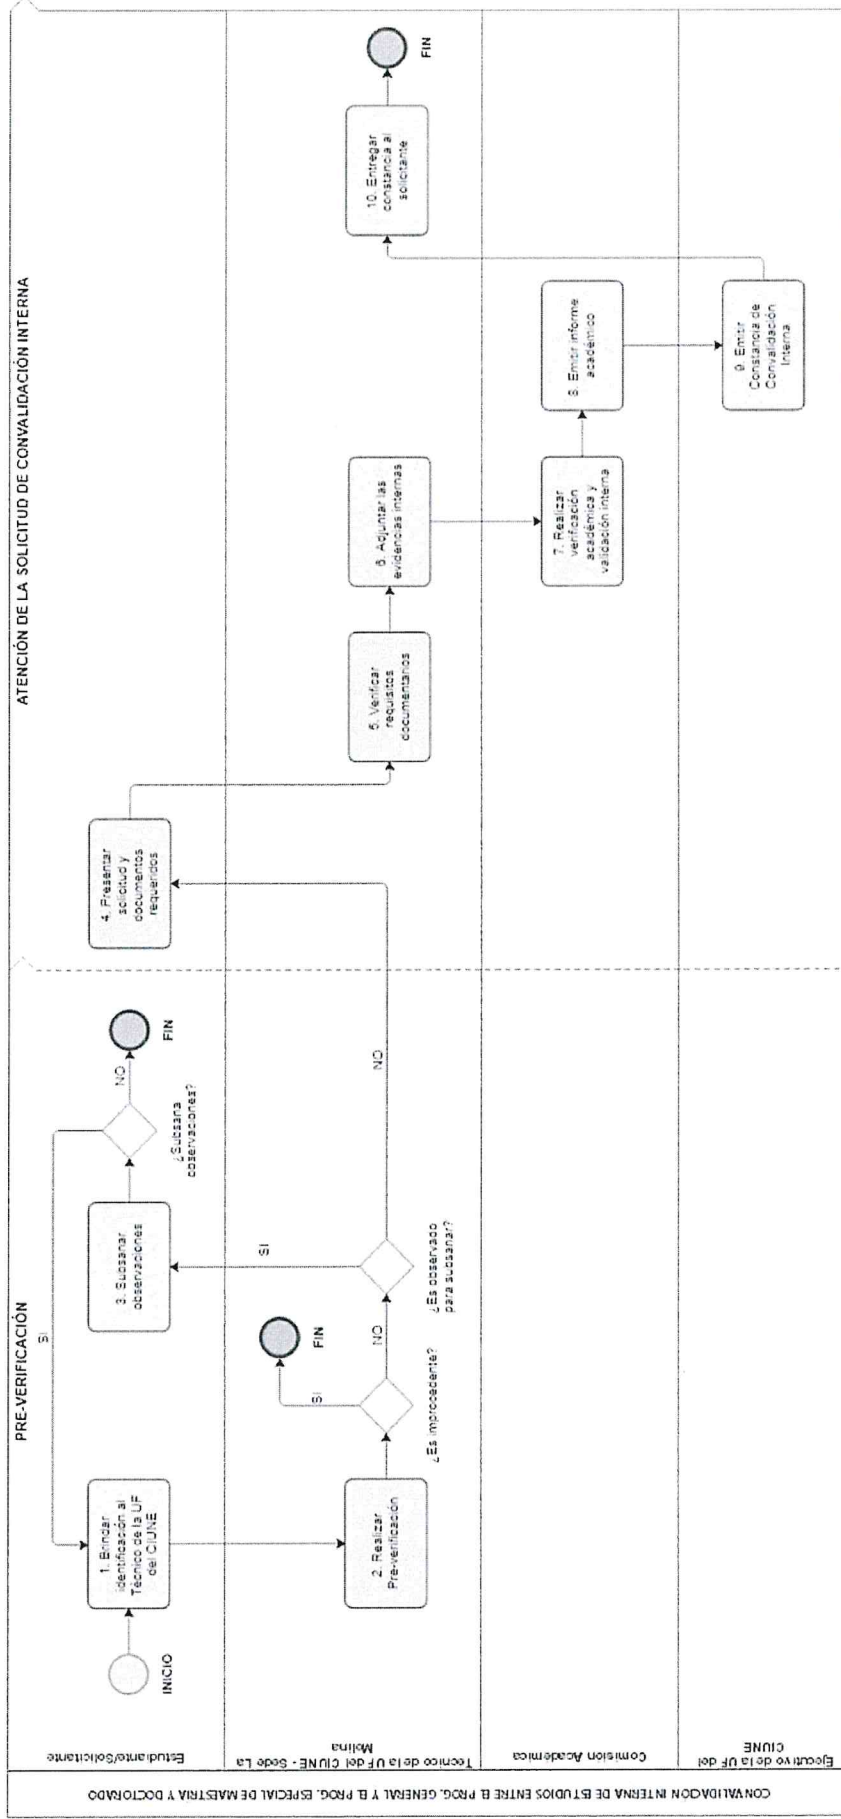 CONVALIDACIÓN INTERNA DE ESTUDIOS ENTRE EL PROG. GENERAL Y EL PROG. ESPECIAL DE MAESTRIA Y DOCTORADO
PRE-VERIFICACIÓN
ATENCIÓN DE LA SOLICITUD DE CONVALIDACIÓN INTERNA
Estudiante/Solicitante
INICIO
1. Brindar
identificación al
Técnico de la UF
del CIUNE
SI
3. Subsanar
observaciones
¿Subsana
observaciones?
NO
FIN
4. Presentar
solicitud y
documentos
requeridos
Tecnico de la UF del CIUNE - Sede La
Molina
2. Realizar
Pre-verificación
¿Es improcedente?
SI
FIN
NO
¿Es observado
para subsanar?
SI
NO
5. Verificar
requisitos
documentarios
6. Adjuntar las
evidencias internas
10. Entregar
constancia al
solicitante
FIN
Comisión Académica
7. Realizar
verificación
académica y
validación interna
8. Emitir informe
académico
Ejecutivo de la UF del
CIUNE
9. Emitir
Constancia de
Convalidación
Interna